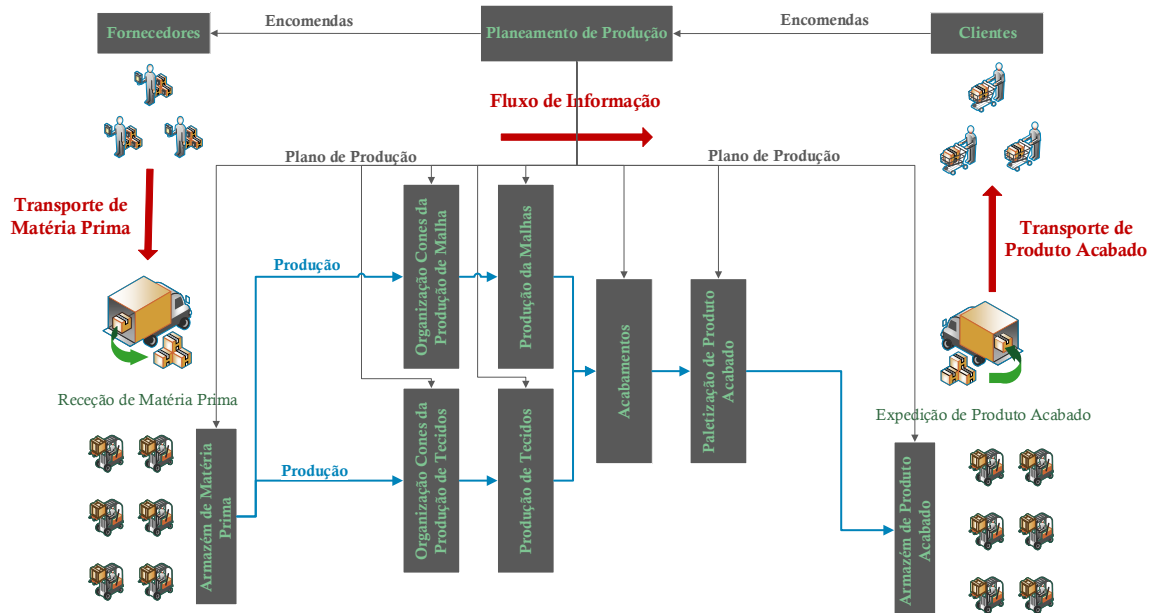 Encomendas
Encomendas
Fornecedores
Planeamento de Produção
Clientes
Fluxo de Informação
Plano de Produção
Plano de Produção
Transporte de
Matéria Prima
Transporte de
Produto Acabado
Organização Cones da
Produção de Malha
Produção da Malhas
Produção
Acabamentos
Paletização de Produto
Acabado
Receção de Matéria Prima
Expedição de Produto Acabado
Armazém de Matéria
Prima
Produção
Organização Cones da
Produção de Tecidos
Produção de Tecidos
Armazém de Produto
Acabado